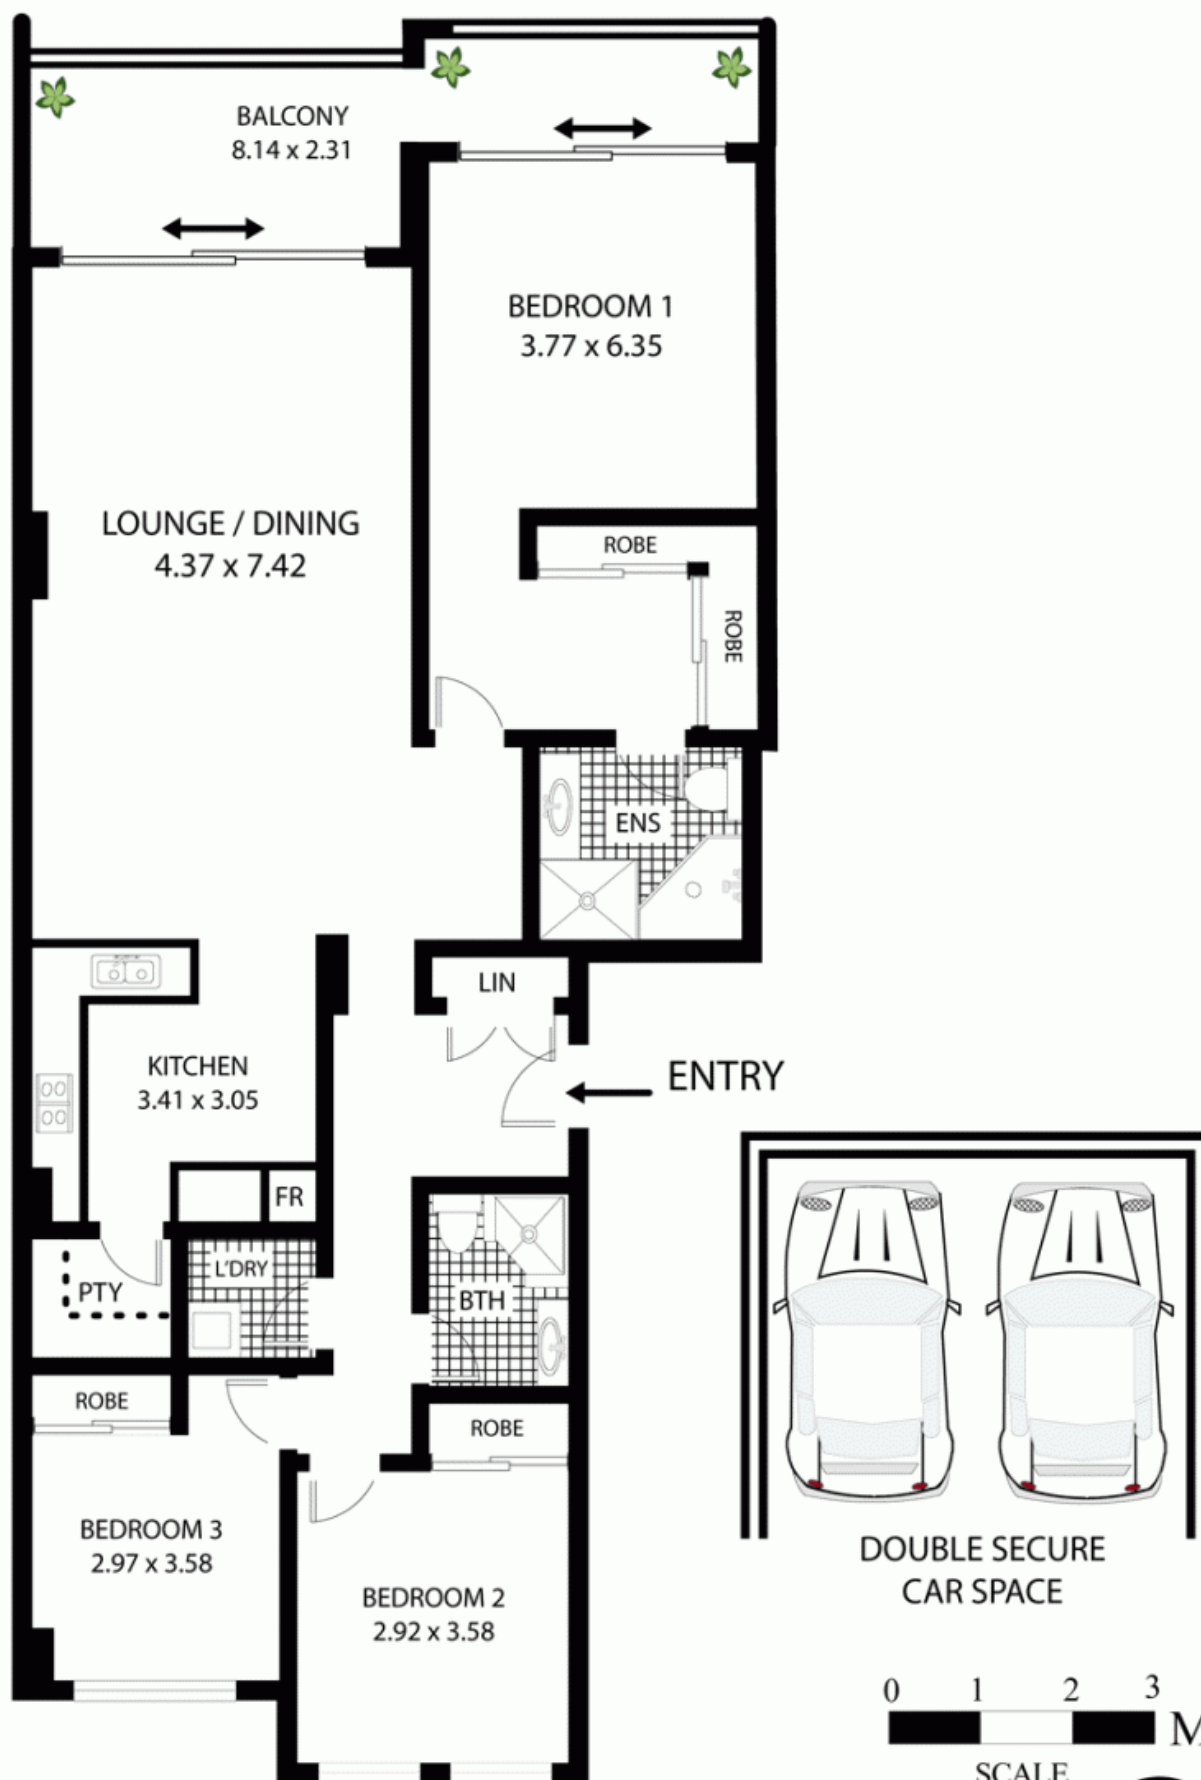 BALCONY
8.14 x 2.31
BEDROOM 1
3.77 x 6.35
LOUNGE / DINING
4.37 x 7.42
ROBE
ROBE
ENS
LIN
ENTRY
KITCHEN
3.41 x 3.05
FR
L'DRY
PTY
BTH
ROBE
ROBE
BEDROOM 3
2.97 x 3.58
BEDROOM 2
2.92 x 3.58
DOUBLE SECURE
CAR SPACE
0 1 2 3
M
SCALE